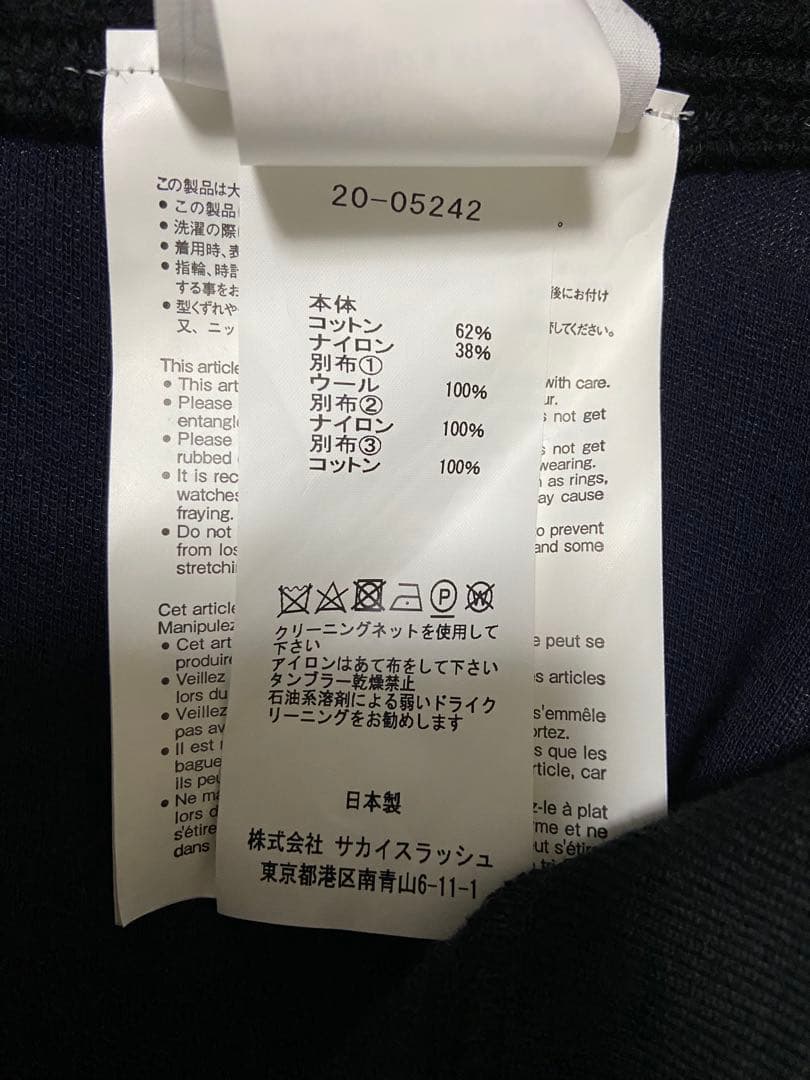 20-05242
本体
コットン 62%
ナイロン 38%
別布①
ウール 100%
別布②
ナイロン 100%
別布③
コットン 100%
P W
クリーニングネットを使用して
下さい
アイロンはあて布をして下さい
タンブラー乾燥禁止
石油系溶剤による弱いドライク
リーニングをお勧めします
日本製
株式会社 サカイスラッシュ
東京都港区南青山6-11-1
この製品は
。
• この製品
• 洗濯の際
• 着用時、
• 指輪、時計
後にお付け
する事をお
• 型くずれや
してください。
又、ニッ
This article
with care.
• This art
• Please
s not get
entangle
• Please
s not get
rubbed
wearing.
• It is rec
as rings,
watches
ay cause
fraying.
• Do not
to prevent
from los
and some
stretchi
Cet article
Manipulez
• Cet art
e peut se
produire
• Veillez
s articles
lors du
• Veillez
s'emmêle
pas av
ortez.
• Il est
s que les
bague
rticle, car
ils peu
• Ne ma
z-le à plat
lors d
rme et ne
s'étire
ut s'étire
dans